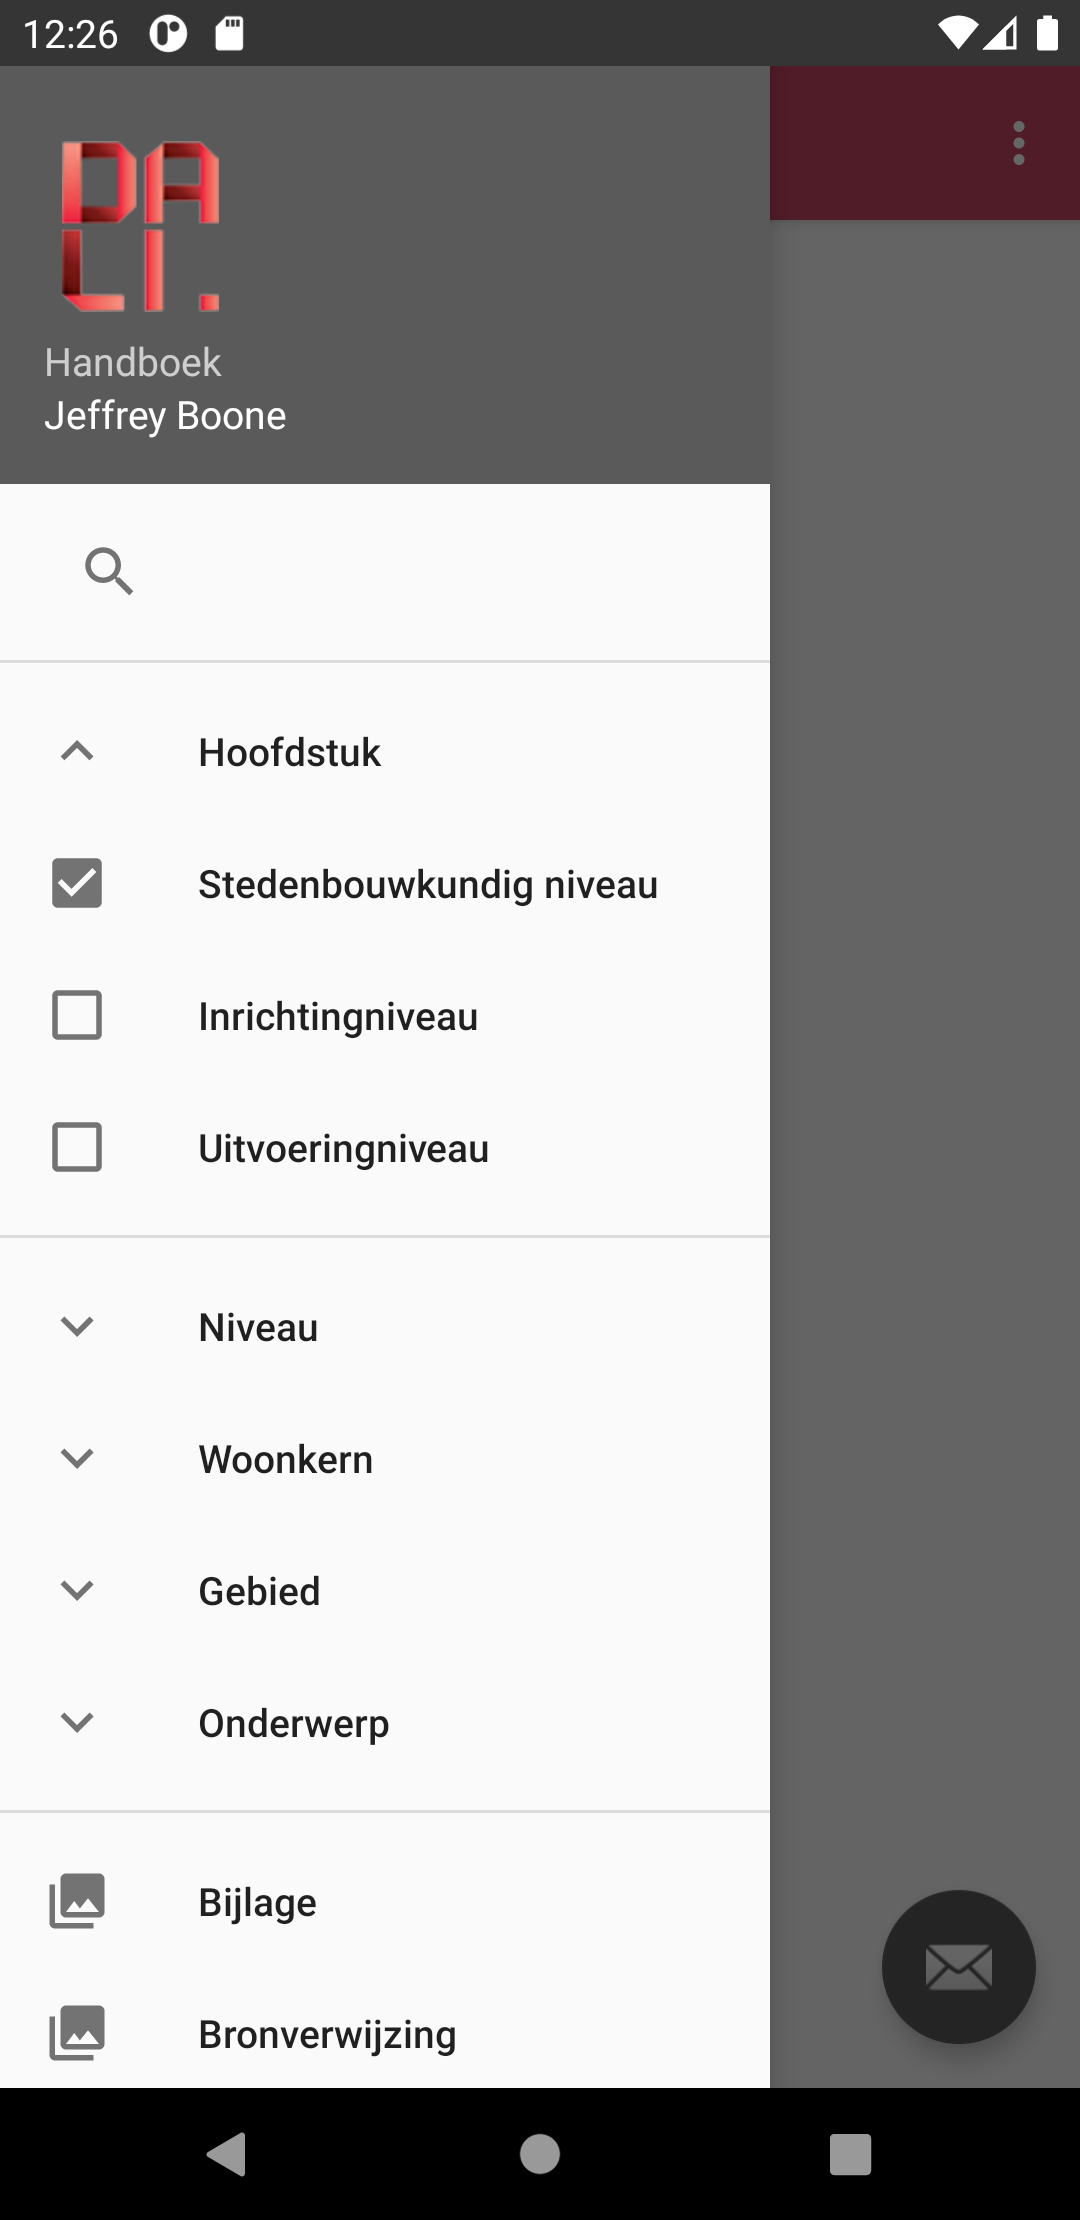 12:26
DA
LI.
Handboek
Jeffrey Boone
Hoofdstuk
Stedenbouwkundig niveau
Inrichtingniveau
Uitvoeringniveau
Niveau
Woonkern
Gebied
Onderwerp
Bijlage
Bronverwijzing